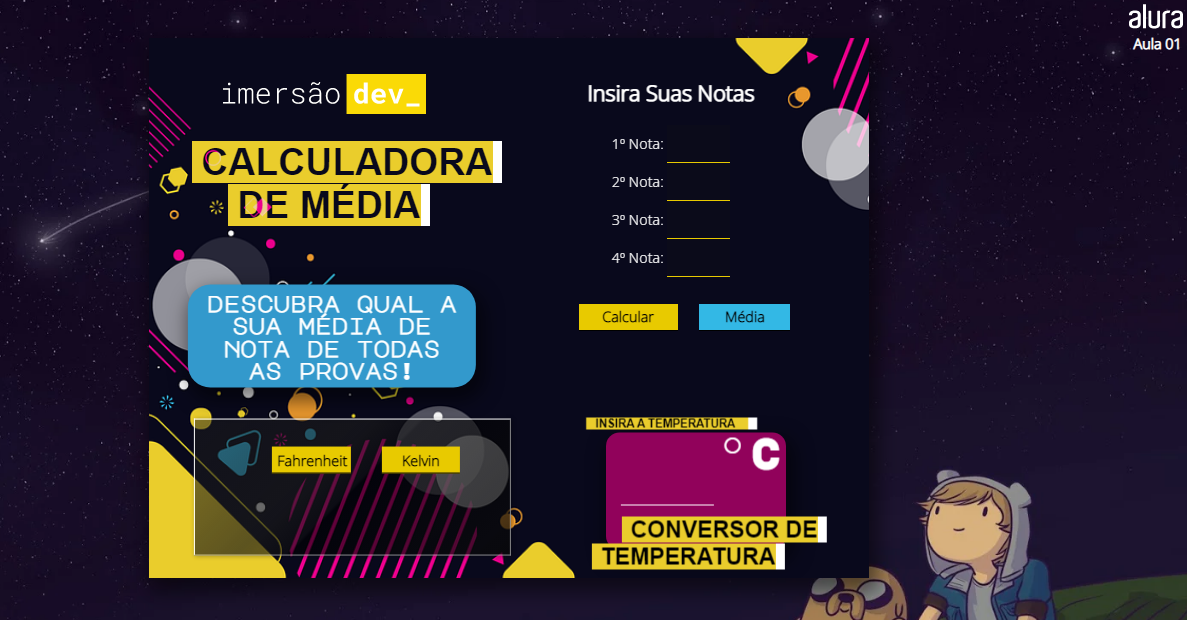 alura
Aula 01
imersão dev_
CALCULADORA
DE MÉDIA
DESCUBRA QUAL A
SUA MÉDIA DE
NOTA DE TODAS
AS PROVAS!
Insira Suas Notas
1º Nota:
2º Nota:
3º Nota:
4º Nota:
Calcular
Média
Fahrenheit
Kelvin
INSIRA A TEMPERATURA
C
CONVERSOR DE
TEMPERATURA